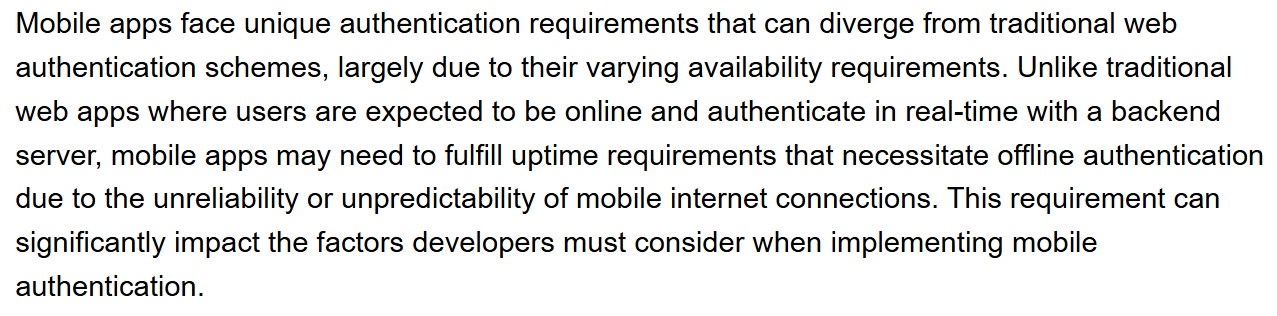 Mobile apps face unique authentication requirements that can diverge from traditional web
authentication schemes, largely due to their varying availability requirements. Unlike traditional
web apps where users are expected to be online and authenticate in real-time with a backend
server, mobile apps may need to fulfill uptime requirements that necessitate offline authentication
due to the unreliability or unpredictability of mobile internet connections. This requirement can
significantly impact the factors developers must consider when implementing mobile
authentication.